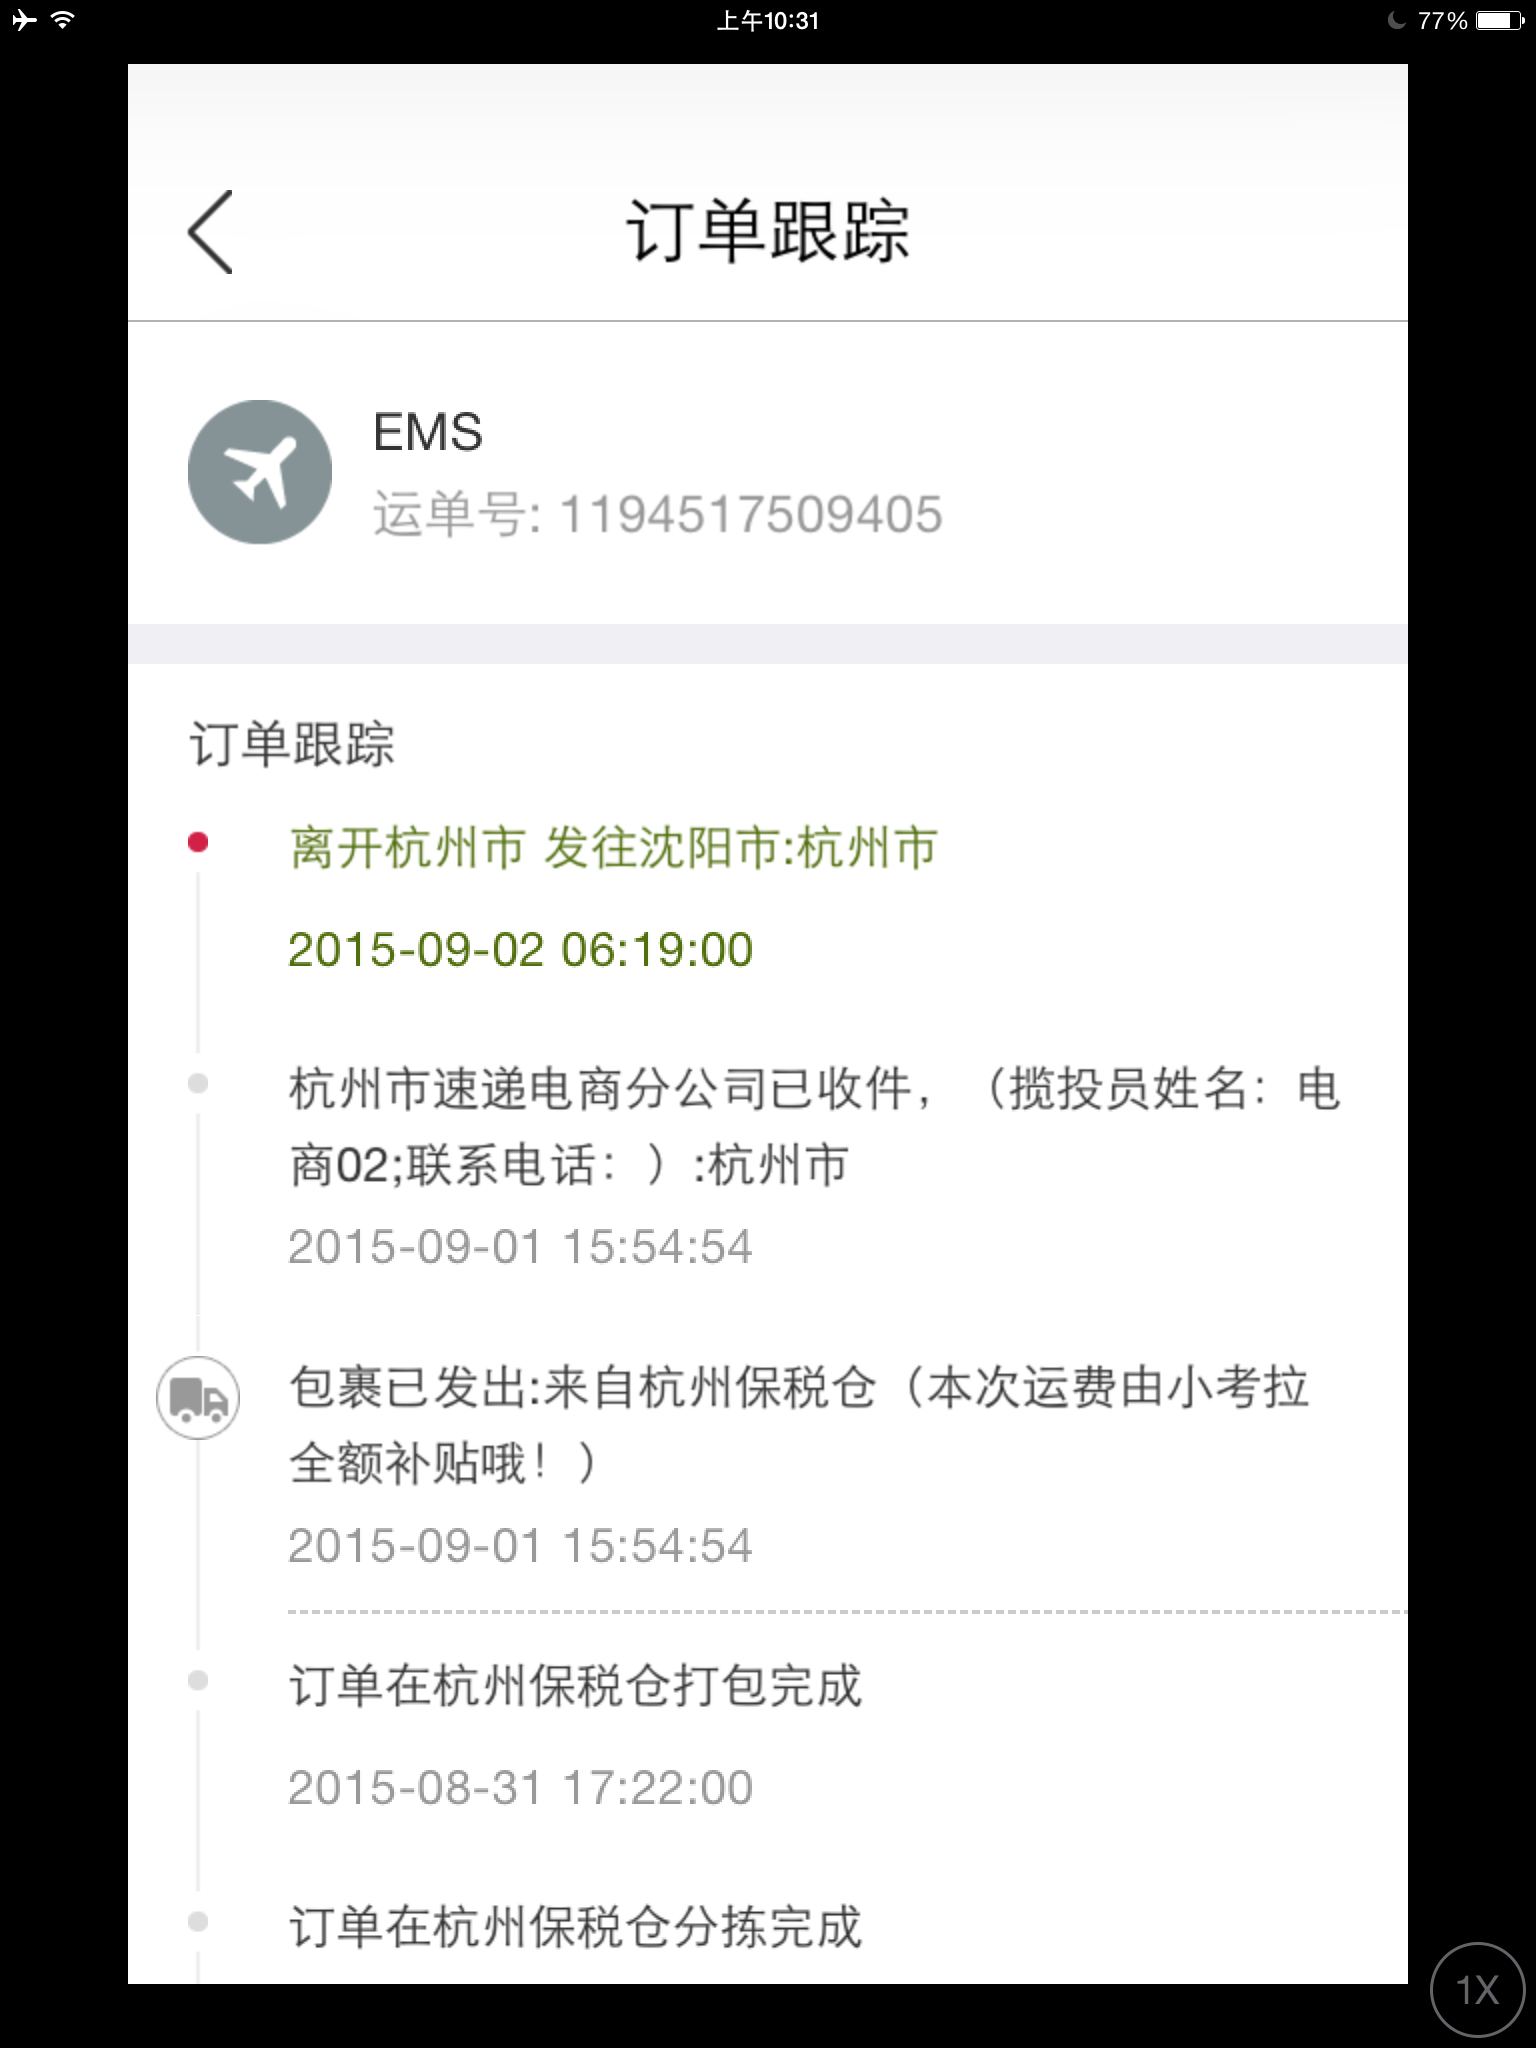 上午10:31
77%
订单跟踪
EMS
运单号: 1194517509405
订单跟踪
离开杭州市 发往沈阳市:杭州市
2015-09-02 06:19:00
杭州市速递电商分公司已收件，（揽投员姓名：电
商02;联系电话：）:杭州市
2015-09-01 15:54:54
包裹已发出:来自杭州保税仓（本次运费由小考拉
全额补贴哦！）
2015-09-01 15:54:54
订单在杭州保税仓打包完成
2015-08-31 17:22:00
订单在杭州保税仓分拣完成
1X